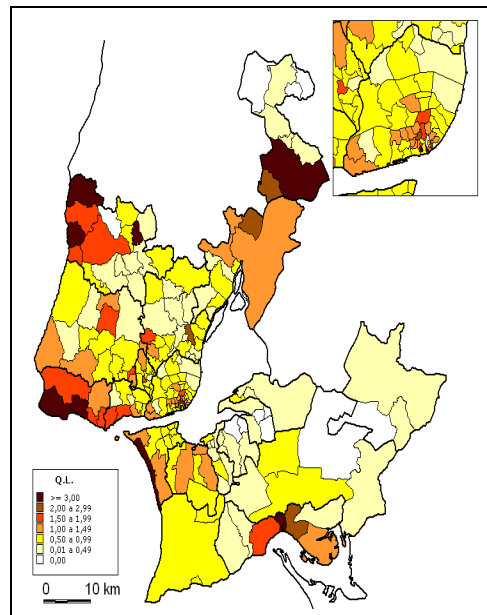 Q.L.
>= 3,00
2,00 a 2,99
1,50 a 1,99
1,00 a 1,49
0,50 a 0,99
0,01 a 0,49
0,00
0 10 km